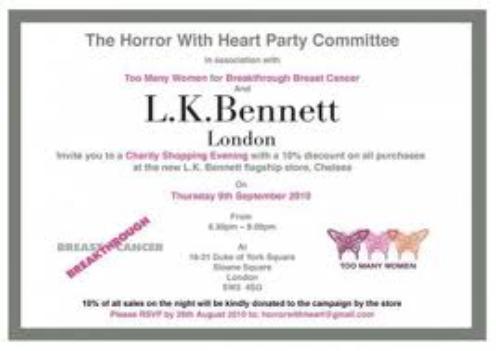 The Horror With Heart Party Committee
In association with
Too Many Women for Breakthrough Breast Cancer
And
L.K.Bennett
London
Invite you to a Charity Shopping Evening with a 10% discount on all purchases
at the new L.K. Bennett flagship store, Chelsea
On
Thursday 9th September 2010
From
6.30pm – 9.00pm
At
18-21 Duke of York Square
Sloane Square
London
SW3
BREAST CANCER
BREAKTHROUGH
TOO MANY WOMEN
10% of all sales on the night will be kindly donated to the campaign by the store
Please RSVP by 26th August 2010 to: horrorwithheart@gmail.com